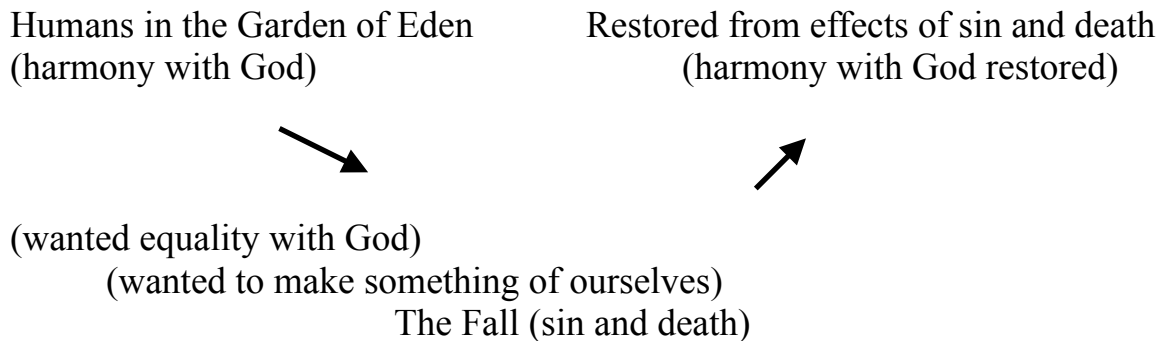 Humans in the Garden of Eden
(harmony with God)
Restored from effects of sin and death
(harmony with God restored)
(wanted equality with God)
(wanted to make something of ourselves)
The Fall (sin and death)